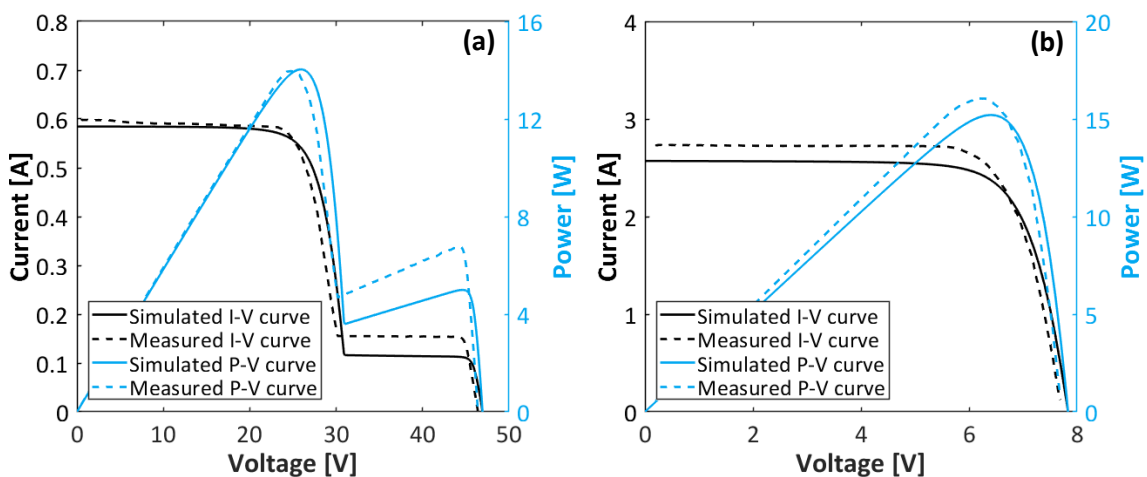 (a)
0.8
0.7
0.6
0.5
0.4
0.3
0.2
0.1
0
Current [A]
16
12
8
4
0
Power [W]
0 10 20 30 40 50
Voltage [V]
Simulated I-V curve
Measured I-V curve
Simulated P-V curve
Measured P-V curve
(b)
4
3
2
1
0
Current [A]
20
15
10
5
0
Power [W]
0 2 4 6 8
Voltage [V]
Simulated I-V curve
Measured I-V curve
Simulated P-V curve
Measured P-V curve